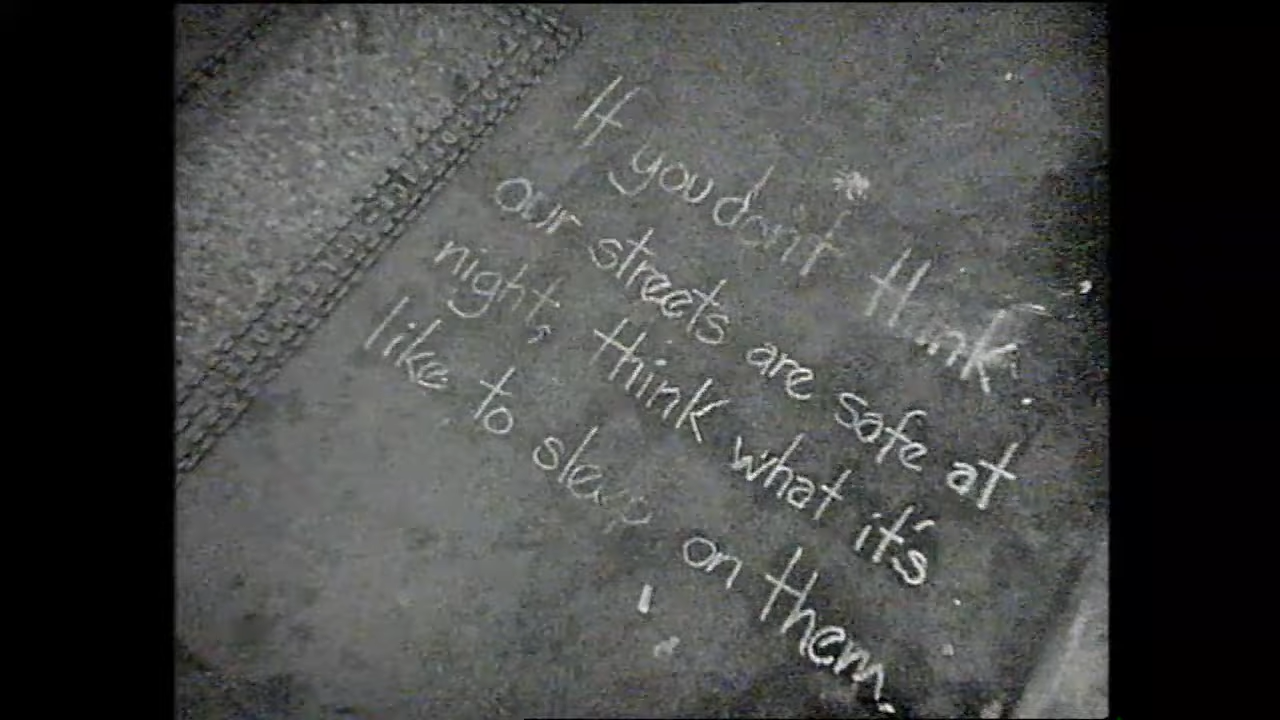 If you don't think
our streets are safe at
night, think what it's
like to sleep on them.